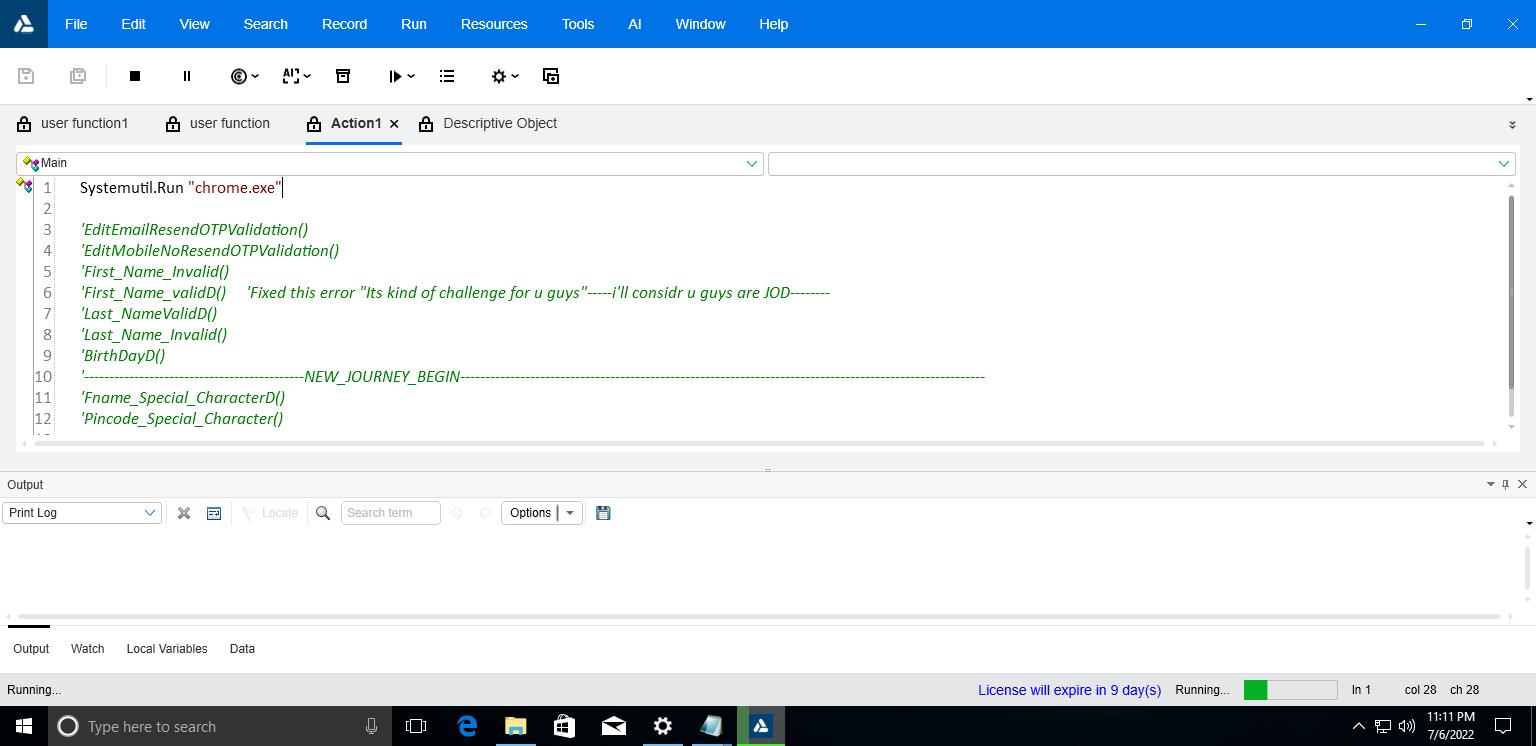 File Edit View Search Record Run Resources Tools AI Window Help
user function1 user function Action1 Descriptive Object
Main
1 Systemutil.Run "chrome.exe"
2
3 'EditEmailResendOTPValidation()
4 'EditMobileNoResendOTPValidation()
5 'First_Name_Invalid()
6 'First_Name_validD() 'Fixed this error "Its kind of challenge for u guys"-----i'll considr u guys are JOD--------
7 'Last_NameValidD()
8 'Last_Name_Invalid()
9 'BirthDayD()
10 '--------------------------------------------NEW_JOURNEY_BEGIN---------------------------------------------------------------------------------------------------------
11 'Fname_Special_CharacterD()
12 'Pincode_Special_Character()
Output
Print Log Locate Search term Options
Output Watch Local Variables Data
Running... License will expire in 9 day(s) Running... ln 1 col 28 ch 28
Type here to search 11:11 PM
7/6/2022